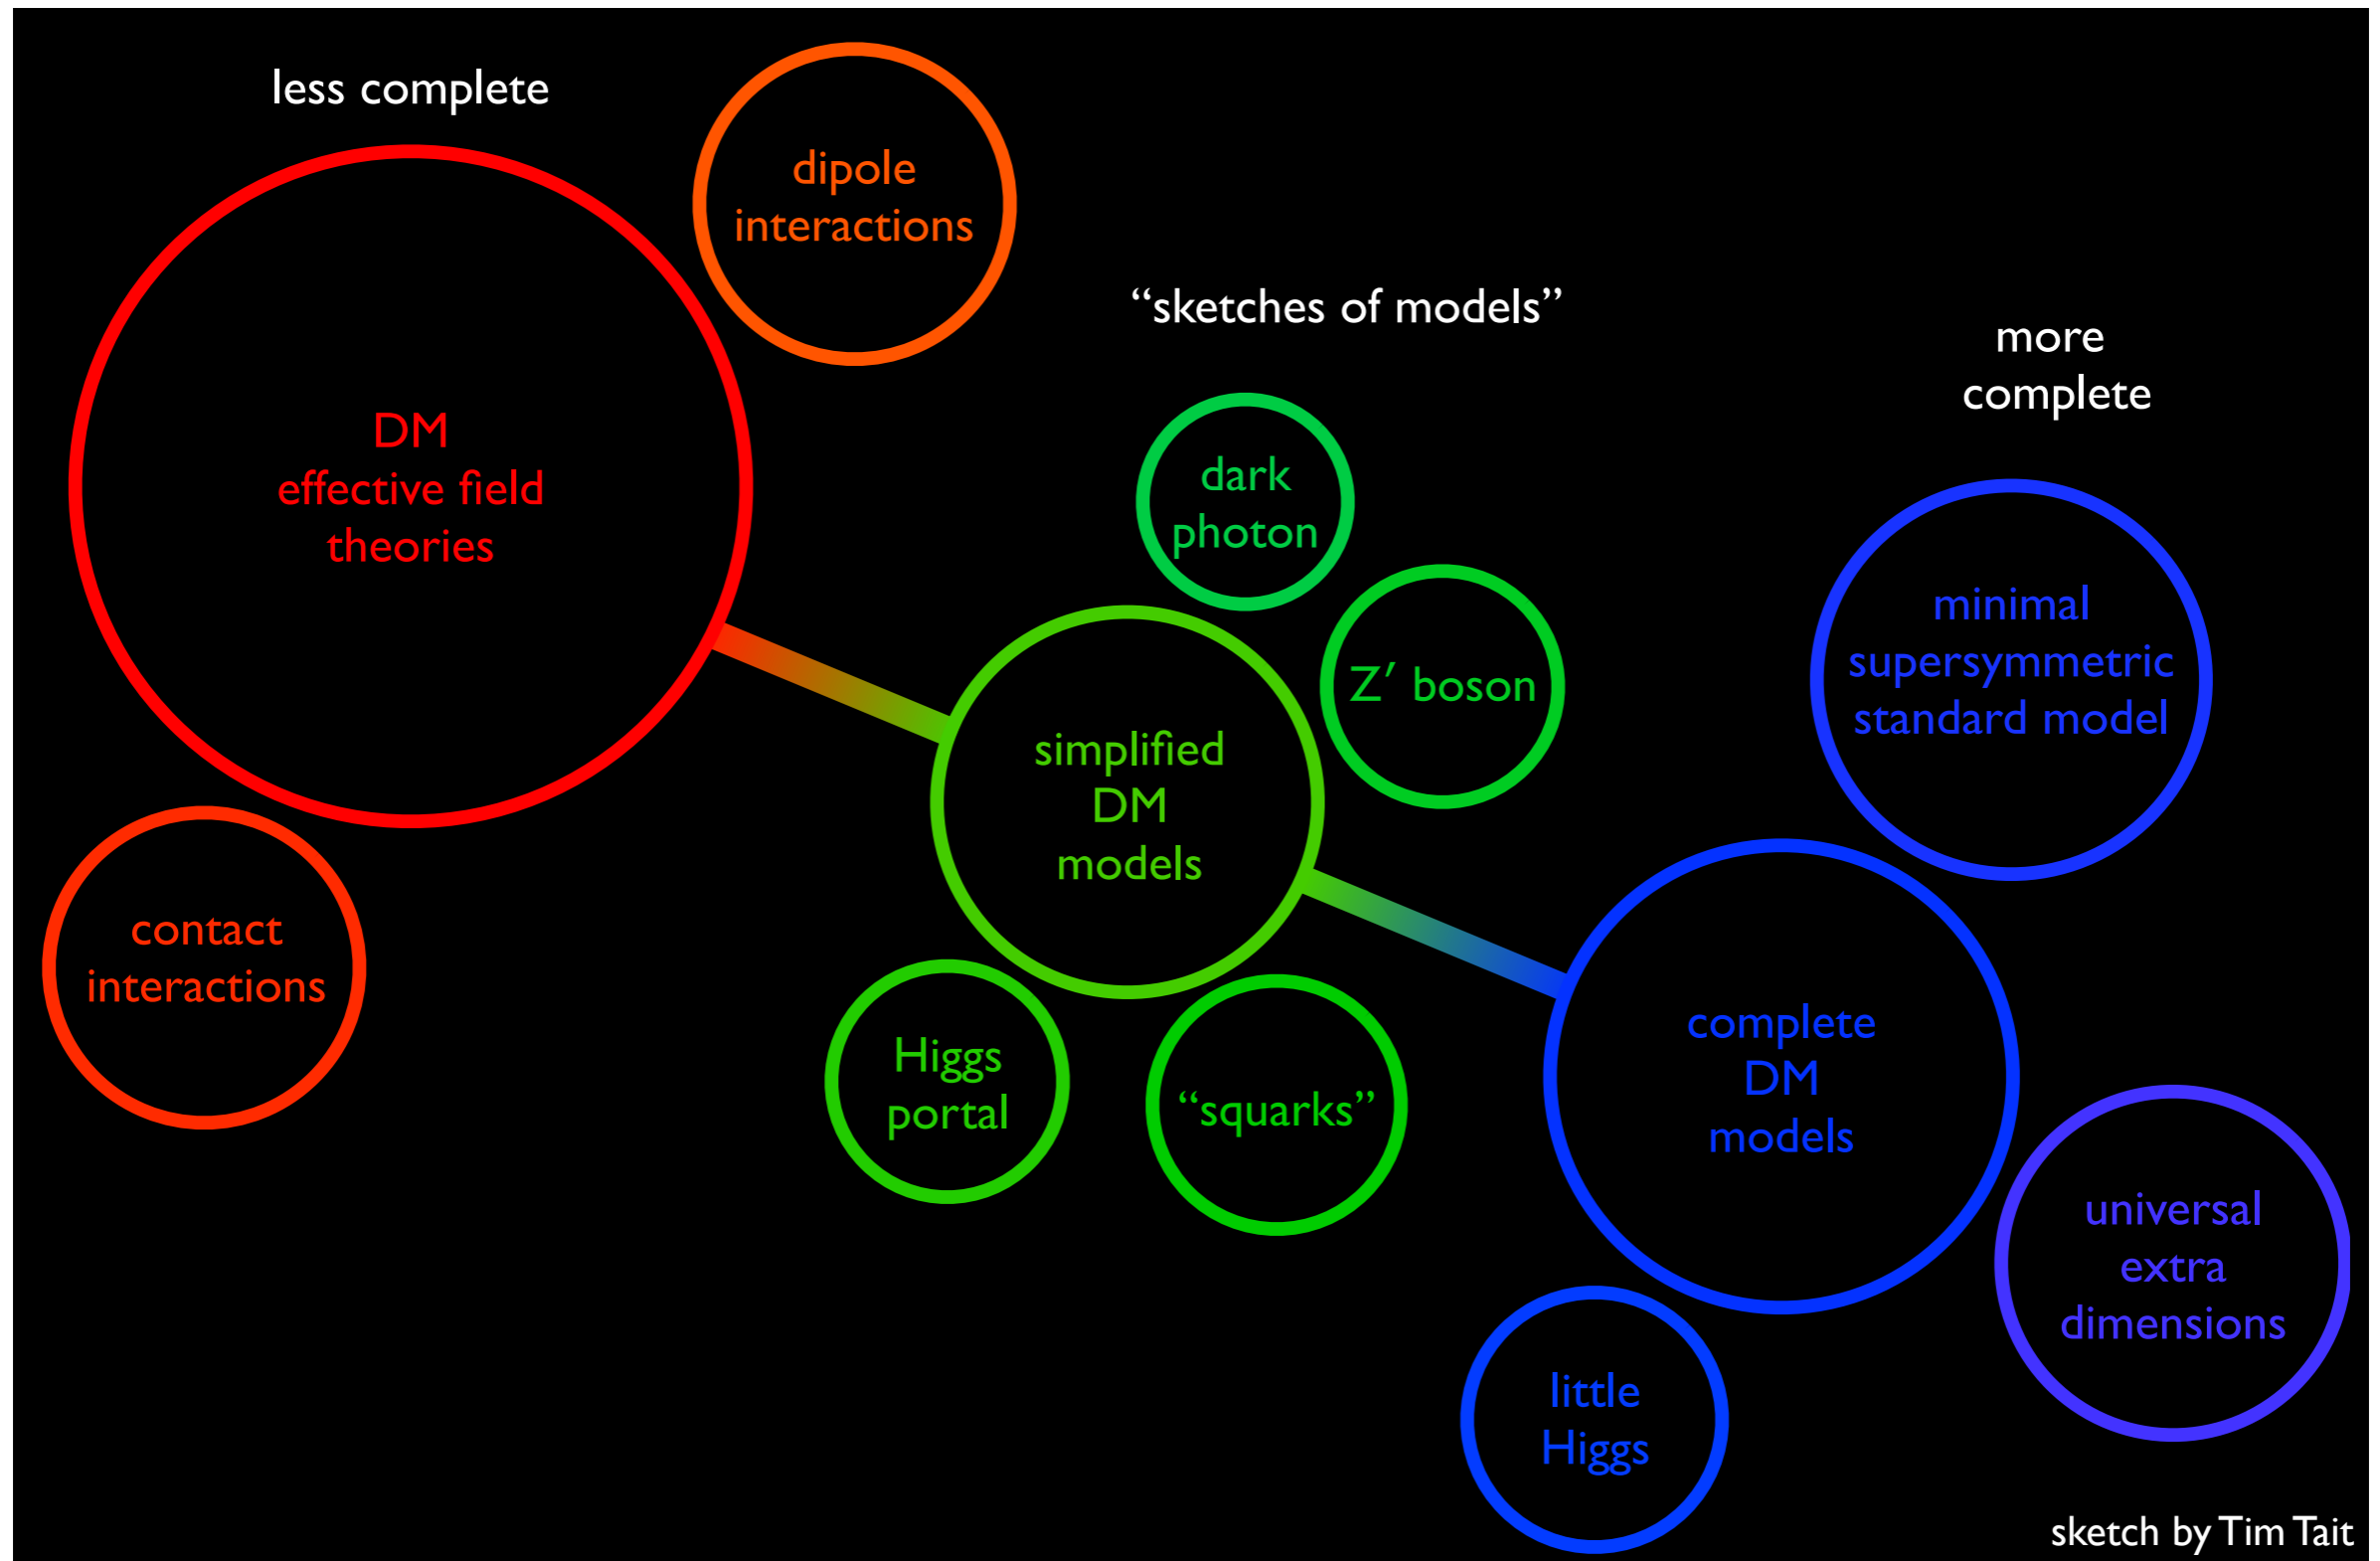 less complete
dipole
interactions
“sketches of models”
more
complete
DM
effective field
theories
dark
photon
minimal
supersymmetric
standard model
Z′ boson
simplified
DM
models
contact
interactions
Higgs
portal
“squarks”
complete
DM
models
universal
extra
dimensions
little
Higgs
sketch by Tim Tait